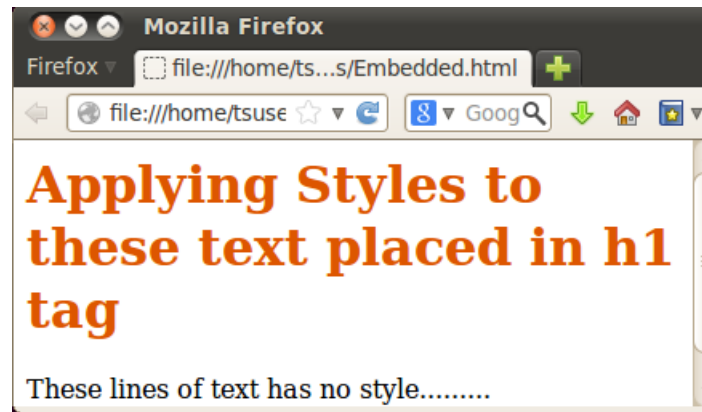 Mozilla Firefox
Firefox
file:///home/ts...s/Embedded.html
file:///home/tsuse
8 Goog
Applying Styles to
these text placed in h1
tag
These lines of text has no style.........